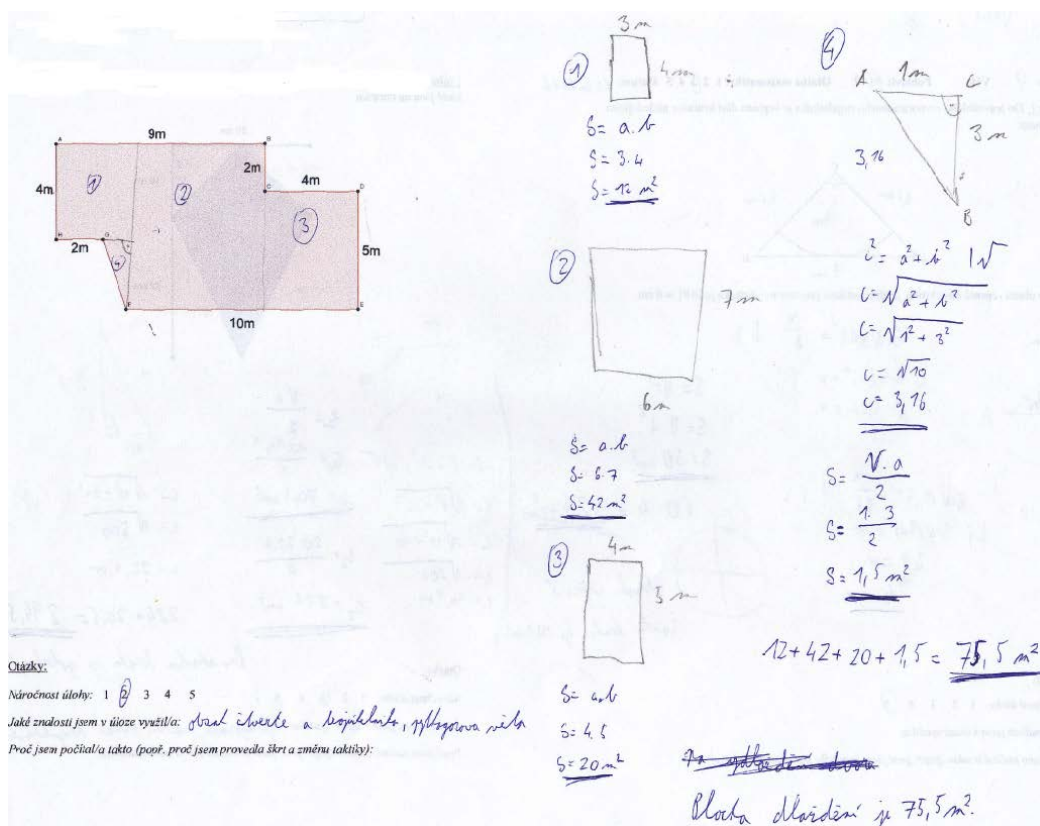 A
9m
B
4m
①
②
2m
C
4m
D
③
H
2m
G
④
5m
F
10m
E
①
3m
4m
S= a.b
S= 3.4
S= 12 m²
②
7m
6m
S= a.b
S= 6.7
S= 42 m²
③
4m
5 m
S= a.b
S= 4.5
S= 20 m²
④
A
1m
C
3 m
3,16
B
c² = a² + b² |√
c= √a² + b²
c= √1² + 3²
c= √10
c= 3,16
S= v.a
2
S= 1.3
2
S= 1,5 m²
12+42+20+1,5 = 75,5 m²
Plocha dláždění je 75,5 m².
Otázky:
Náročnost úlohy: 1 2 3 4 5
Jaké znalosti jsem v úloze využil/a: obsah čtverce a trojúhelníku, pythagorova věta
Proč jsem počítal/a takto (popř. proč jsem provedla škrt a změnu taktiky):